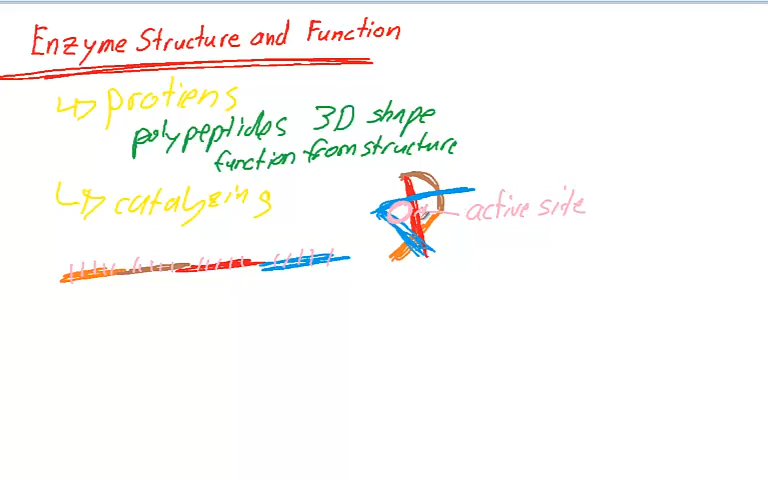 Enzyme Structure and Function
protiens
polypeptides 3D shape
function from structure
catalyzing
active site